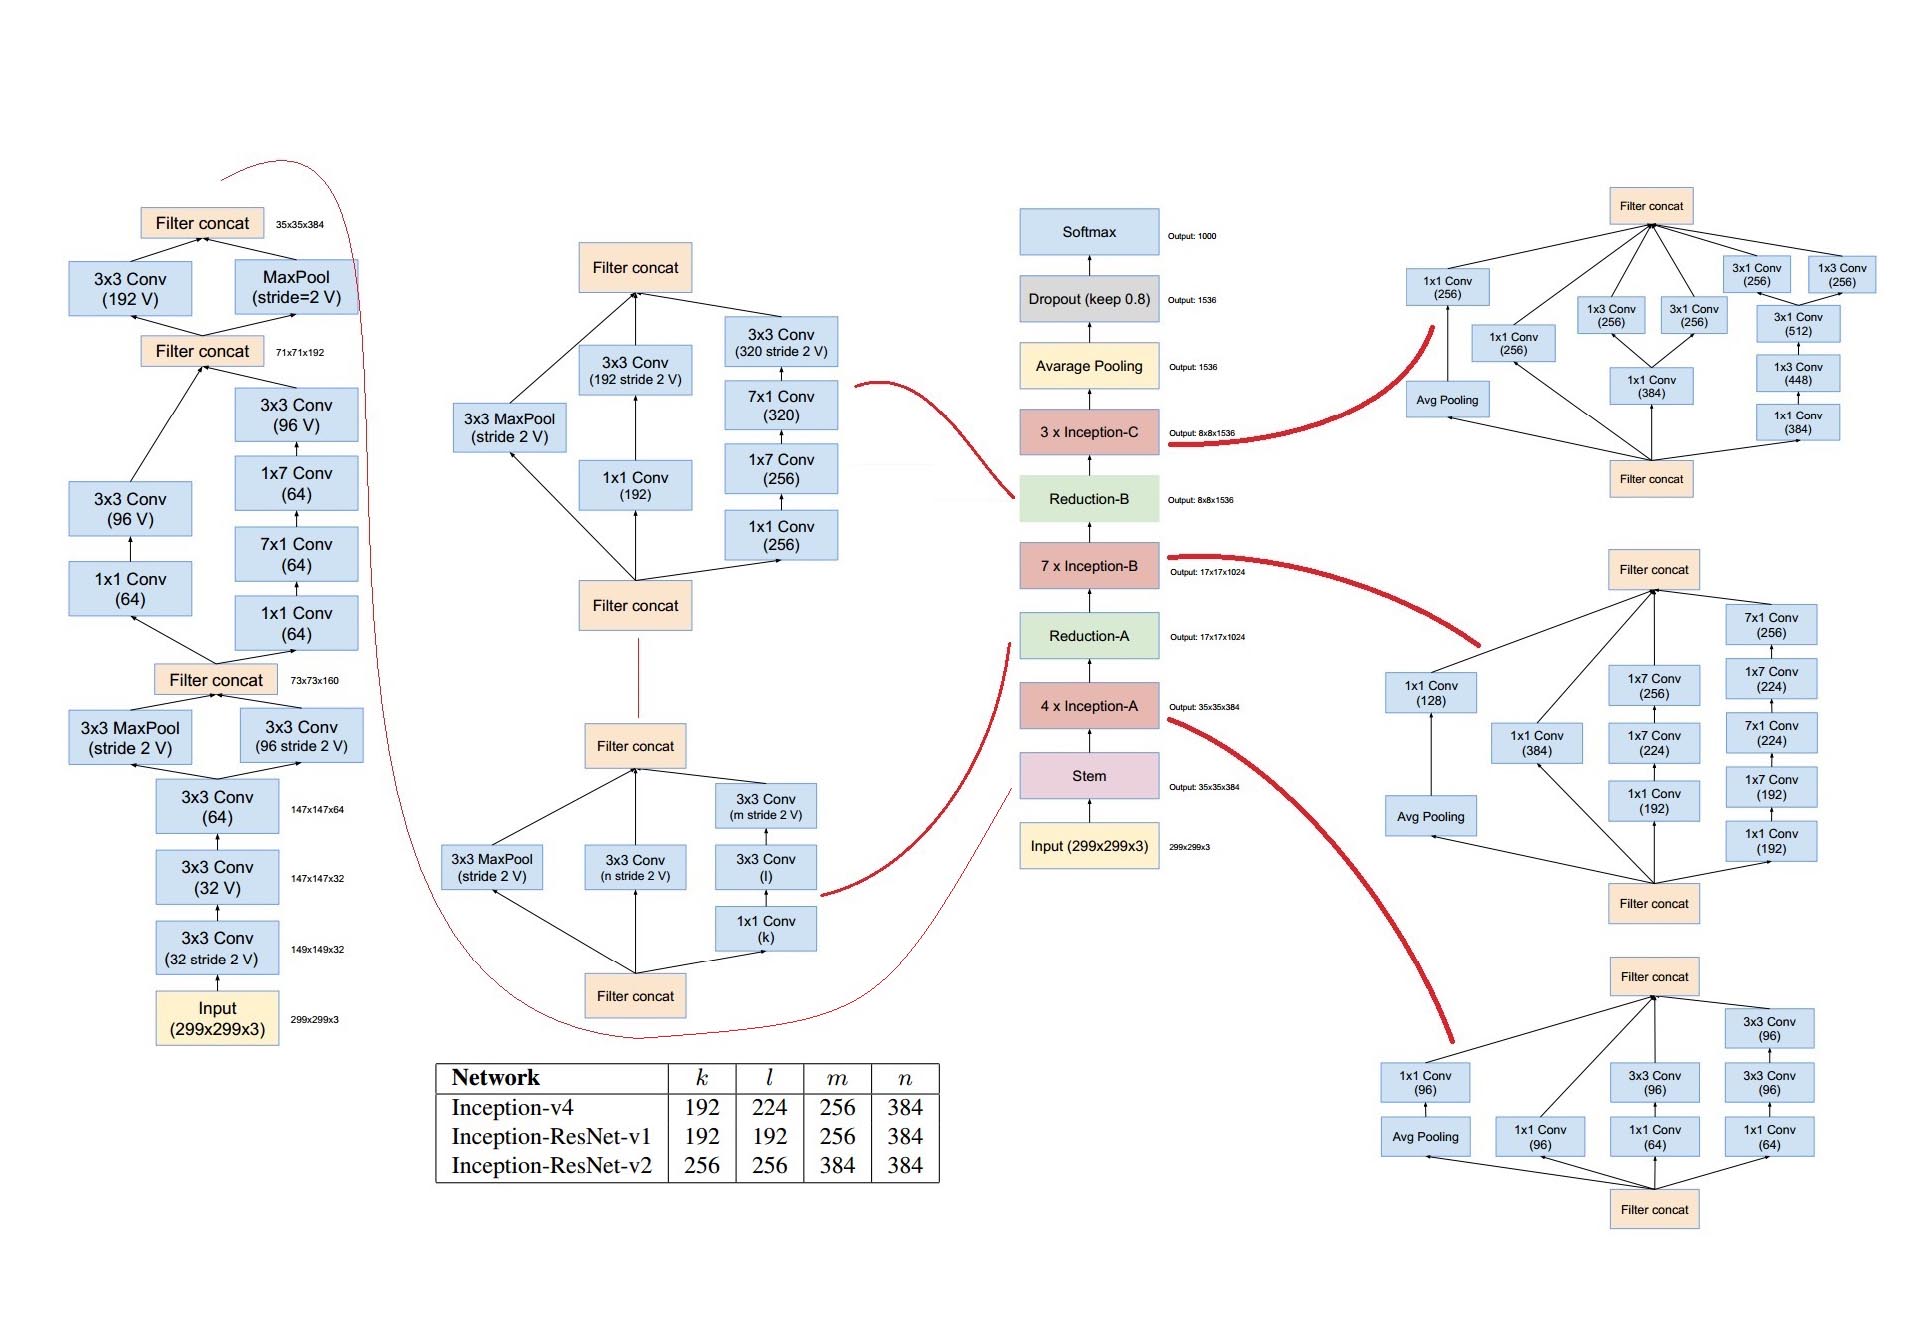 Filter concat
35x35x384
3x3 Conv
(192 V)
MaxPool
(stride=2 V)
Filter concat
71x71x192
3x3 Conv
(96 V)
1x7 Conv
(64)
3x3 Conv
(96 V)
7x1 Conv
(64)
1x1 Conv
(64)
1x1 Conv
(64)
Filter concat
73x73x160
3x3 MaxPool
(stride 2 V)
3x3 Conv
(96 stride 2 V)
3x3 Conv
(64)
147x147x64
3x3 Conv
(32 V)
147x147x32
3x3 Conv
(32 stride 2 V)
149x149x32
Input
(299x299x3)
299x299x3
Filter concat
3x3 Conv
(320 stride 2 V)
3x3 Conv
(192 stride 2 V)
7x1 Conv
(320)
3x3 MaxPool
(stride 2 V)
1x7 Conv
(256)
1x1 Conv
(192)
1x1 Conv
(256)
Filter concat
Filter concat
3x3 Conv
(m stride 2 V)
3x3 MaxPool
(stride 2 V)
3x3 Conv
(n stride 2 V)
3x3 Conv
(l)
1x1 Conv
(k)
Filter concat
Network k l m n
Inception-v4 192 224 256 384
Inception-ResNet-v1 192 192 256 384
Inception-ResNet-v2 256 256 384 384
Softmax
Output: 1000
Dropout (keep 0.8)
Output: 1536
Avarage Pooling
Output: 1536
3 x Inception-C
Output: 8x8x1536
Reduction-B
Output: 8x8x1536
7 x Inception-B
Output: 17x17x1024
Reduction-A
Output: 17x17x1024
4 x Inception-A
Output: 35x35x384
Stem
Output: 35x35x384
Input (299x299x3)
299x299x3
Filter concat
1x1 Conv
(256)
3x1 Conv
(256)
1x3 Conv
(256)
1x3 Conv
(256)
3x1 Conv
(256)
3x1 Conv
(512)
1x1 Conv
(256)
1x3 Conv
(448)
1x1 Conv
(384)
Avg Pooling
1x1 Conv
(384)
Filter concat
Filter concat
7x1 Conv
(256)
1x1 Conv
(128)
1x7 Conv
(256)
1x7 Conv
(224)
1x1 Conv
(384)
1x7 Conv
(224)
7x1 Conv
(224)
1x1 Conv
(192)
1x7 Conv
(192)
Avg Pooling
1x1 Conv
(192)
Filter concat
Filter concat
3x3 Conv
(96)
1x1 Conv
(96)
3x3 Conv
(96)
3x3 Conv
(96)
Avg Pooling
1x1 Conv
(96)
1x1 Conv
(64)
1x1 Conv
(64)
Filter concat